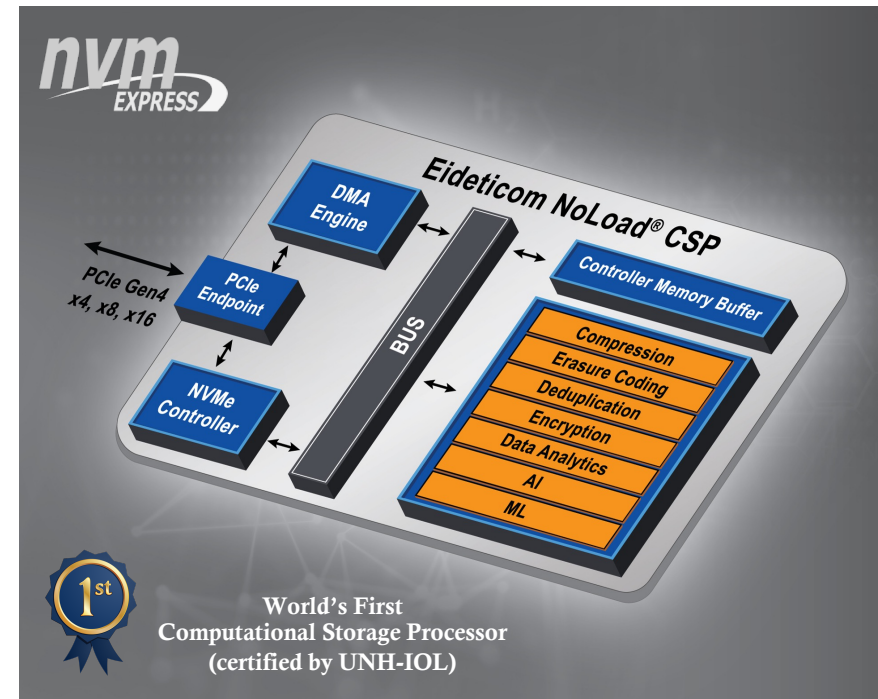 nvm
EXPRESS
Eideticom NoLoad® CSP
DMA
Engine
PCIe
Endpoint
PCIe Gen4
x4, x8, x16
NVMe
Controller
BUS
Controller Memory Buffer
Compression
Erasure Coding
Deduplication
Encryption
Data Analytics
AI
ML
1st
World's First
Computational Storage Processor
(certified by UNH-IOL)